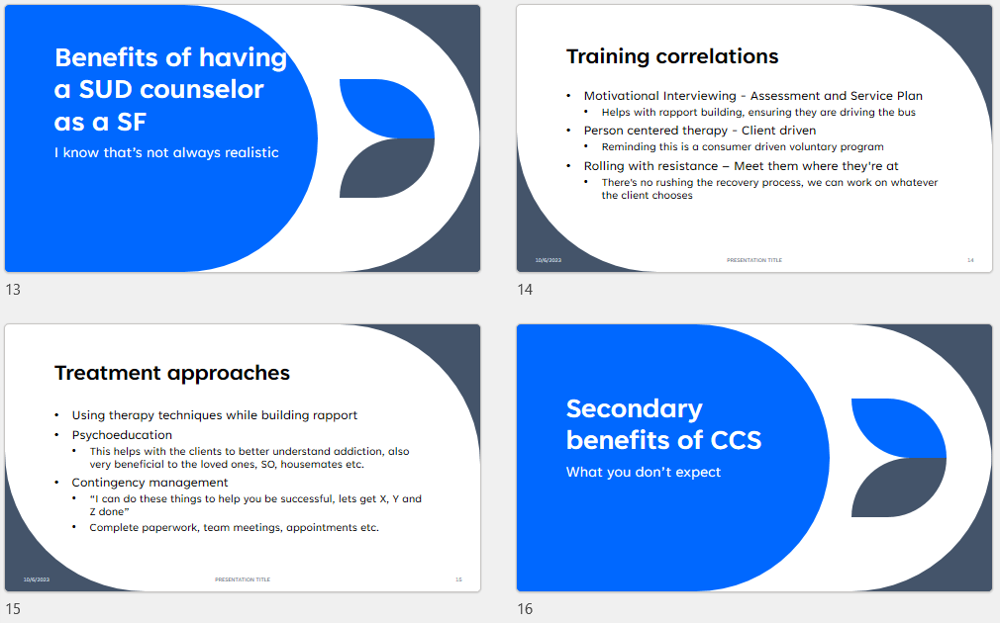 Benefits of having
a SUD counselor
as a SF
I know that's not always realistic
13
Training correlations
• Motivational Interviewing - Assessment and Service Plan
• Helps with rapport building, ensuring they are driving the bus
• Person centered therapy - Client driven
• Reminding this is a consumer driven voluntary program
• Rolling with resistance – Meet them where they're at
• There's no rushing the recovery process, we can work on whatever
the client chooses
10/6/2023
PRESENTATION TITLE
14
14
Treatment approaches
• Using therapy techniques while building rapport
• Psychoeducation
• This helps with the clients to better understand addiction, also
very beneficial to the loved ones, SO, housemates etc.
• Contingency management
• “I can do these things to help you be successful, lets get X, Y and
Z done”
• Complete paperwork, team meetings, appointments etc.
10/6/2023
PRESENTATION TITLE
15
15
Secondary
benefits of CCS
What you don't expect
16